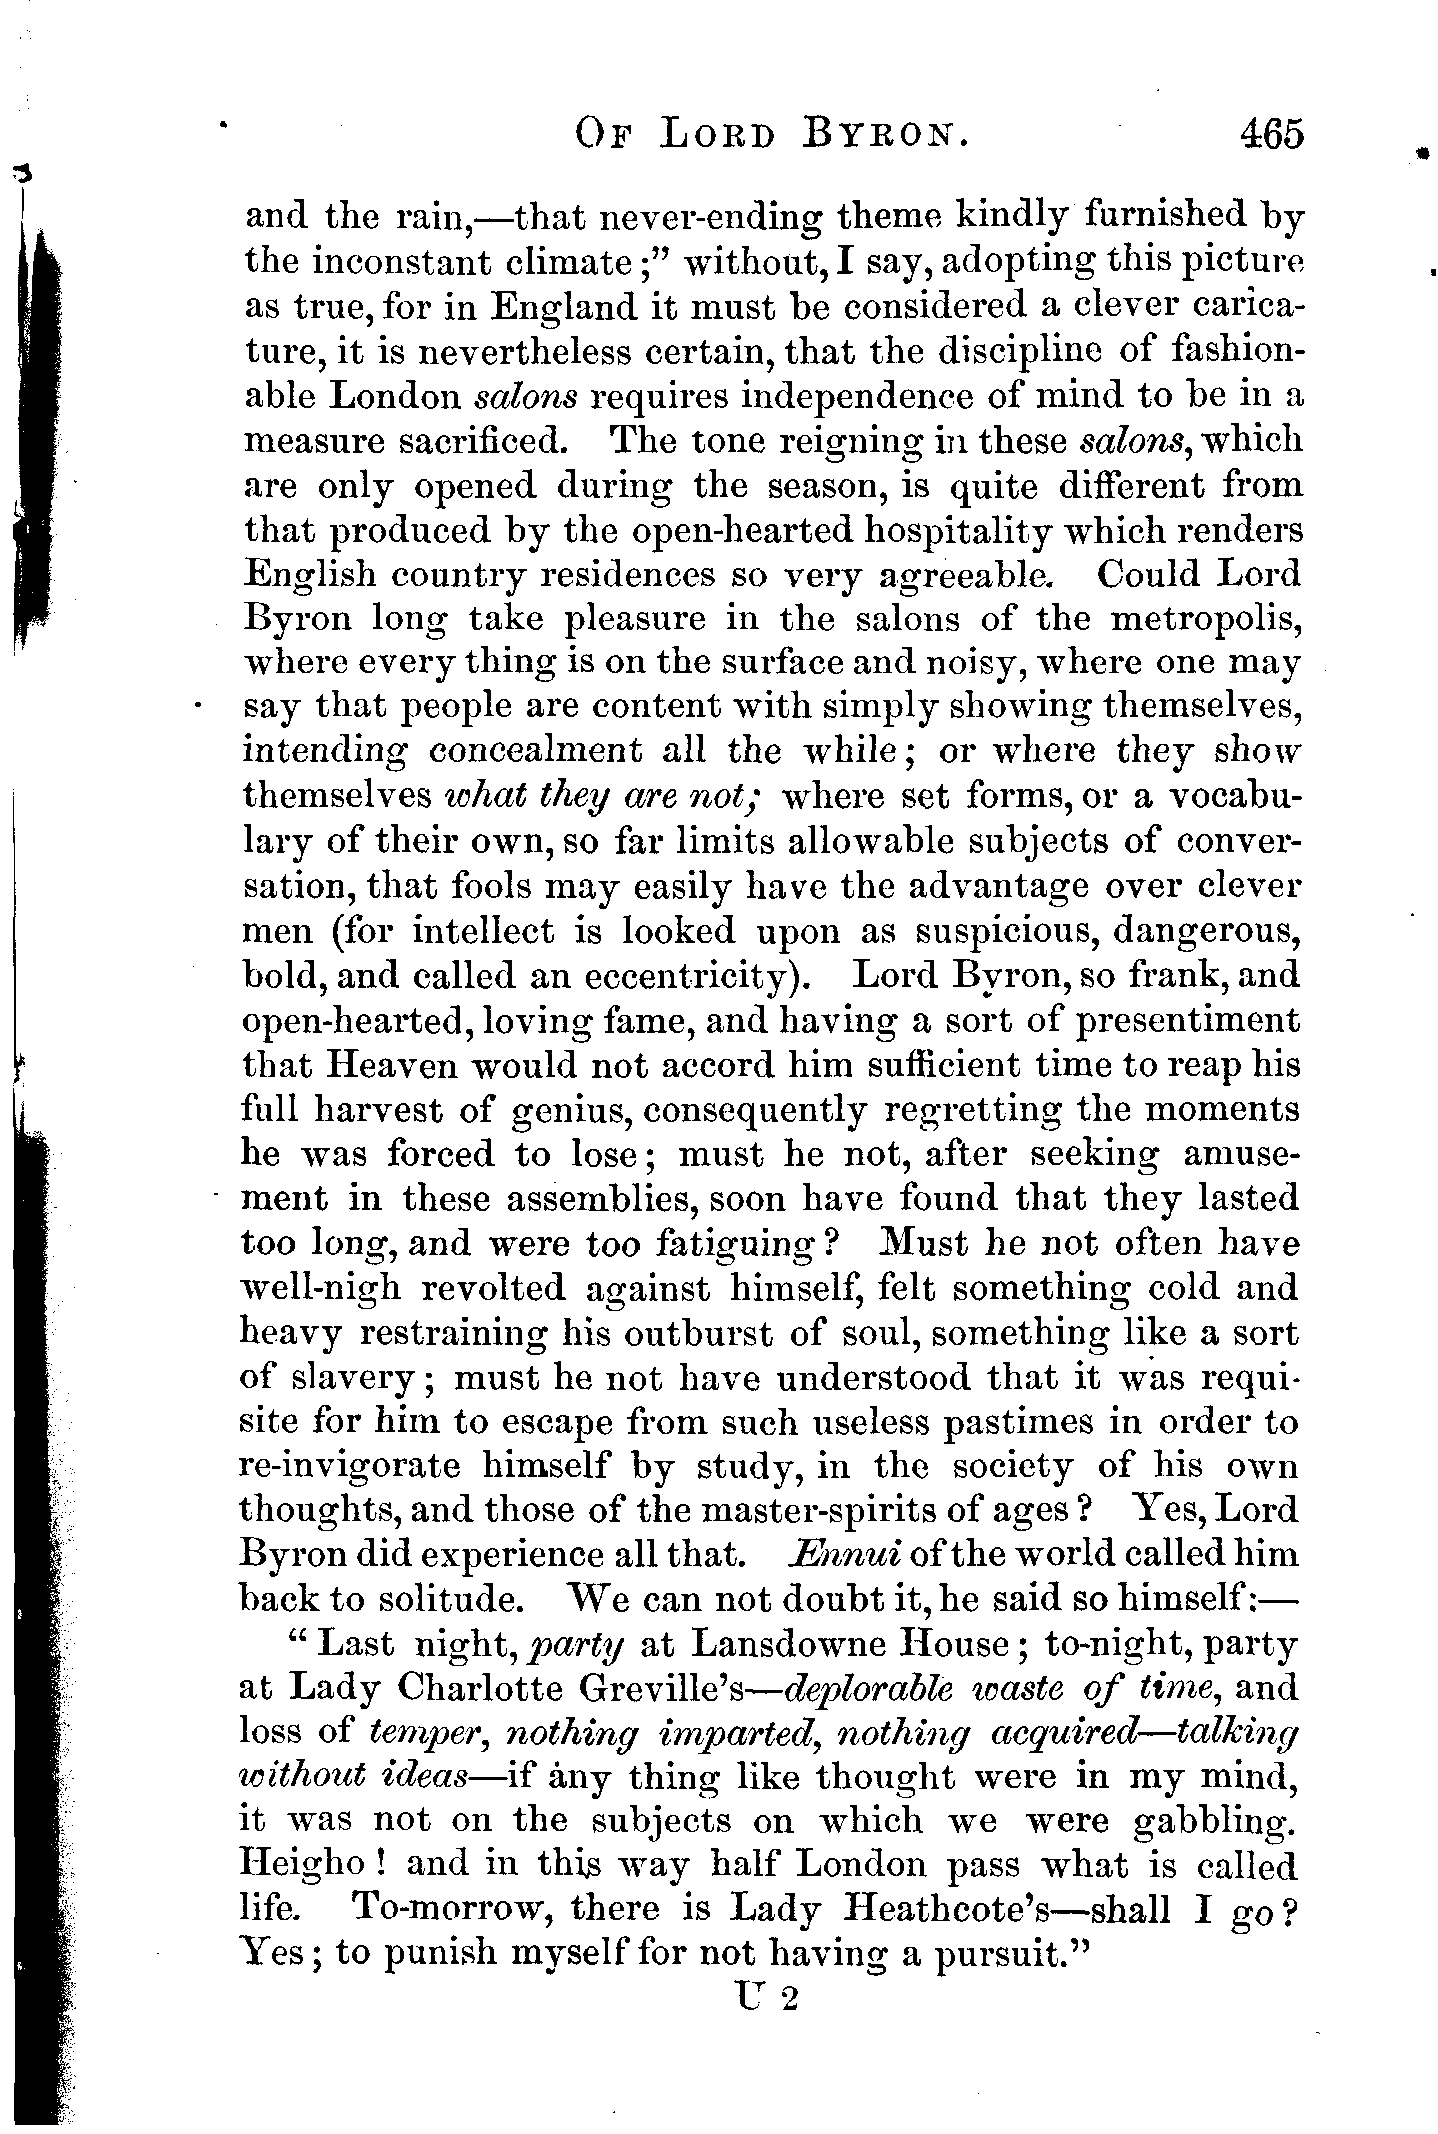 OF LORD BYRON. 465
and the rain,—that never-ending theme kindly furnished by
the inconstant climate;” without, I say, adopting this picture
as true, for in England it must be considered a clever carica-
ture, it is nevertheless certain, that the discipline of fashion-
able London salons requires independence of mind to be in a
measure sacrificed. The tone reigning in these salons, which
are only opened during the season, is quite different from
that produced by the open-hearted hospitality which renders
English country residences so very agreeable. Could Lord
Byron long take pleasure in the salons of the metropolis,
where every thing is on the surface and noisy, where one may
say that people are content with simply showing themselves,
intending concealment all the while; or where they show
themselves what they are not; where set forms, or a vocabu-
lary of their own, so far limits allowable subjects of conver-
sation, that fools may easily have the advantage over clever
men (for intellect is looked upon as suspicious, dangerous,
bold, and called an eccentricity). Lord Byron, so frank, and
open-hearted, loving fame, and having a sort of presentiment
that Heaven would not accord him sufficient time to reap his
full harvest of genius, consequently regretting the moments
he was forced to lose; must he not, after seeking amuse-
ment in these assemblies, soon have found that they lasted
too long, and were too fatiguing? Must he not often have
well-nigh revolted against himself, felt something cold and
heavy restraining his outburst of soul, something like a sort
of slavery; must he not have understood that it was requi-
site for him to escape from such useless pastimes in order to
re-invigorate himself by study, in the society of his own
thoughts, and those of the master-spirits of ages? Yes, Lord
Byron did experience all that. Ennui of the world called him
back to solitude. We can not doubt it, he said so himself:—
“Last night, party at Lansdowne House; to-night, party
at Lady Charlotte Greville’s—deplorable waste of time, and
loss of temper, nothing imparted, nothing acquired—talking
without ideas—if any thing like thought were in my mind,
it was not on the subjects on which we were gabbling.
Heigho! and in this way half London pass what is called
life. To-morrow, there is Lady Heathcote’s—shall I go?
Yes; to punish myself for not having a pursuit.”
U 2